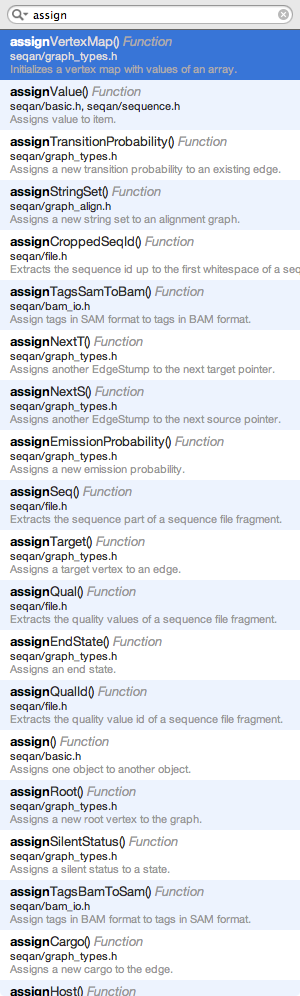 assign
assignVertexMap() Function
seqan/graph_types.h
Initializes a vertex map with values of an array.
assignValue() Function
seqan/basic.h, seqan/sequence.h
Assigns value to item.
assignTransitionProbability() Function
seqan/graph_types.h
Assigns a new transition probability to an existing edge.
assignStringSet() Function
seqan/graph_align.h
Assigns a new string set to an alignment graph.
assignCroppedSeqId() Function
seqan/file.h
Extracts the sequence id up to the first whitespace of a seq
assignTagsSamToBam() Function
seqan/bam_io.h
Assign tags in SAM format to tags in BAM format.
assignNextT() Function
seqan/graph_types.h
Assigns another EdgeStump to the next target pointer.
assignNextS() Function
seqan/graph_types.h
Assigns another EdgeStump to the next source pointer.
assignEmissionProbability() Function
seqan/graph_types.h
Assigns a new emission probability.
assignSeq() Function
seqan/file.h
Extracts the sequence part of a sequence file fragment.
assignTarget() Function
seqan/graph_types.h
Assigns a target vertex to an edge.
assignQual() Function
seqan/file.h
Extracts the quality values of a sequence file fragment.
assignEndState() Function
seqan/graph_types.h
Assigns an end state.
assignQualId() Function
seqan/file.h
Extracts the quality value id of a sequence file fragment.
assign() Function
seqan/basic.h
Assigns one object to another object.
assignRoot() Function
seqan/graph_types.h
Assigns a new root vertex to the graph.
assignSilentStatus() Function
seqan/graph_types.h
Assigns a silent status to a state.
assignTagsBamToSam() Function
seqan/bam_io.h
Assign tags in BAM format to tags in SAM format.
assignCargo() Function
seqan/graph_types.h
Assigns a new cargo to the edge.
assignHost() Function